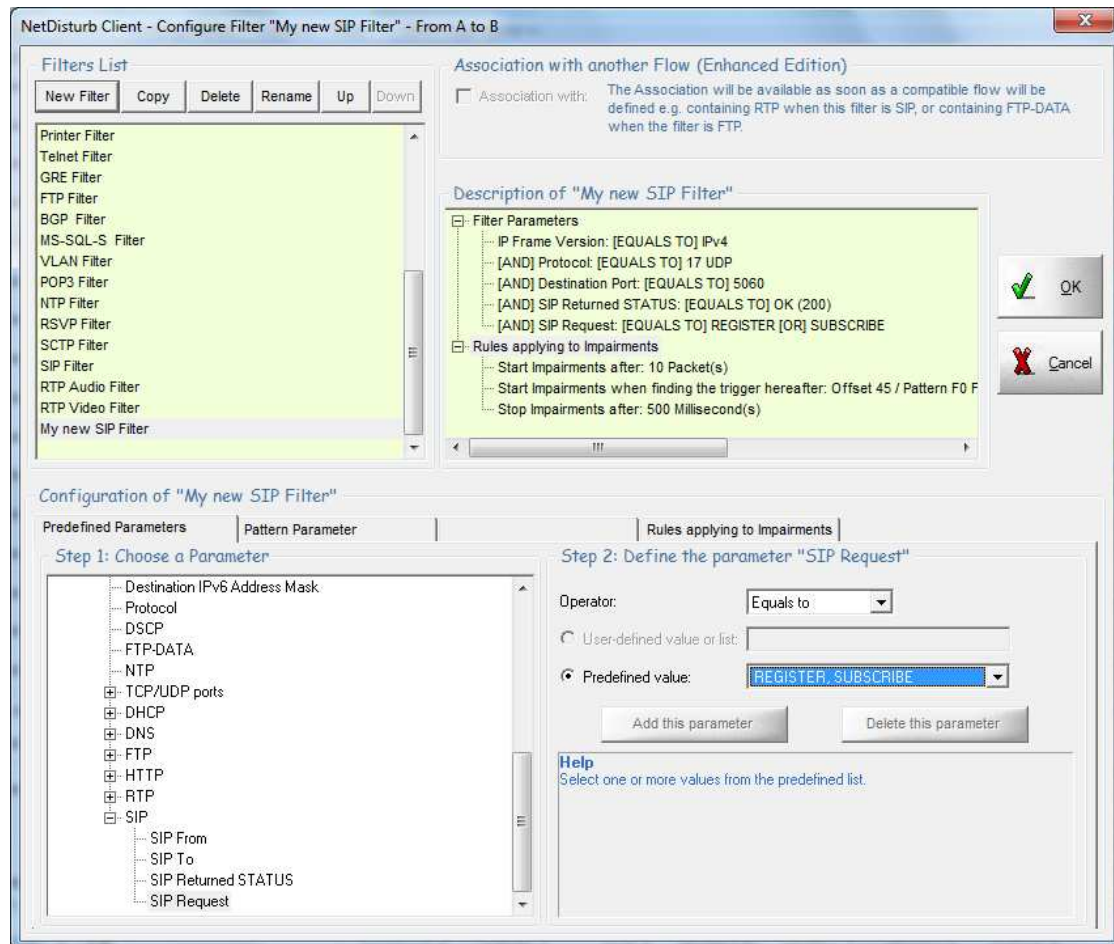 NetDisturb Client - Configure Filter "My new SIP Filter" - From A to B
Filters List
New Filter
Copy
Delete
Rename
Up
Down
Printer Filter
Telnet Filter
GRE Filter
FTP Filter
BGP Filter
MS-SQL-S Filter
VLAN Filter
POP3 Filter
NTP Filter
RSVP Filter
SCTP Filter
SIP Filter
RTP Audio Filter
RTP Video Filter
My new SIP Filter
Association with another Flow (Enhanced Edition)
Association with:
The Association will be available as soon as a compatible flow will be
defined e.g. containing RTP when this filter is SIP, or containing FTP-DATA
when the filter is FTP.
Description of "My new SIP Filter"
Filter Parameters
IP Frame Version: [EQUALS TO] IPv4
[AND] Protocol: [EQUALS TO] 17 UDP
[AND] Destination Port: [EQUALS TO] 5060
[AND] SIP Returned STATUS: [EQUALS TO] OK (200)
[AND] SIP Request: [EQUALS TO] REGISTER [OR] SUBSCRIBE
Rules applying to Impairments
Start Impairments after: 10 Packet(s)
Start Impairments when finding the trigger hereafter: Offset 45 / Pattern F0 F
Stop Impairments after: 500 Millisecond(s)
OK
Cancel
Configuration of "My new SIP Filter"
Predefined Parameters
Pattern Parameter
Rules applying to Impairments
Step 1: Choose a Parameter
Destination IPv6 Address Mask
Protocol
DSCP
FTP-DATA
NTP
TCP/UDP ports
DHCP
DNS
FTP
HTTP
RTP
SIP
SIP From
SIP To
SIP Returned STATUS
SIP Request
Step 2: Define the parameter "SIP Request"
Operator:
Equals to
User-defined value or list:
Predefined value:
REGISTER, SUBSCRIBE
Add this parameter
Delete this parameter
Help
Select one or more values from the predefined list.